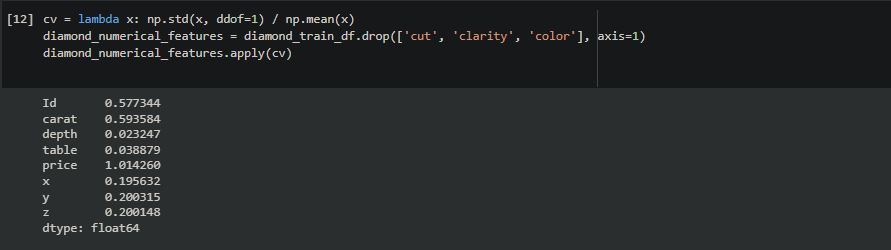 [12] cv = lambda x: np.std(x, ddof=1) / np.mean(x)
diamond_numerical_features = diamond_train_df.drop(['cut', 'clarity', 'color'], axis=1)
diamond_numerical_features.apply(cv)
Id 0.577344
carat 0.593584
depth 0.023247
table 0.038879
price 1.014260
x 0.195632
y 0.200315
z 0.200148
dtype: float64